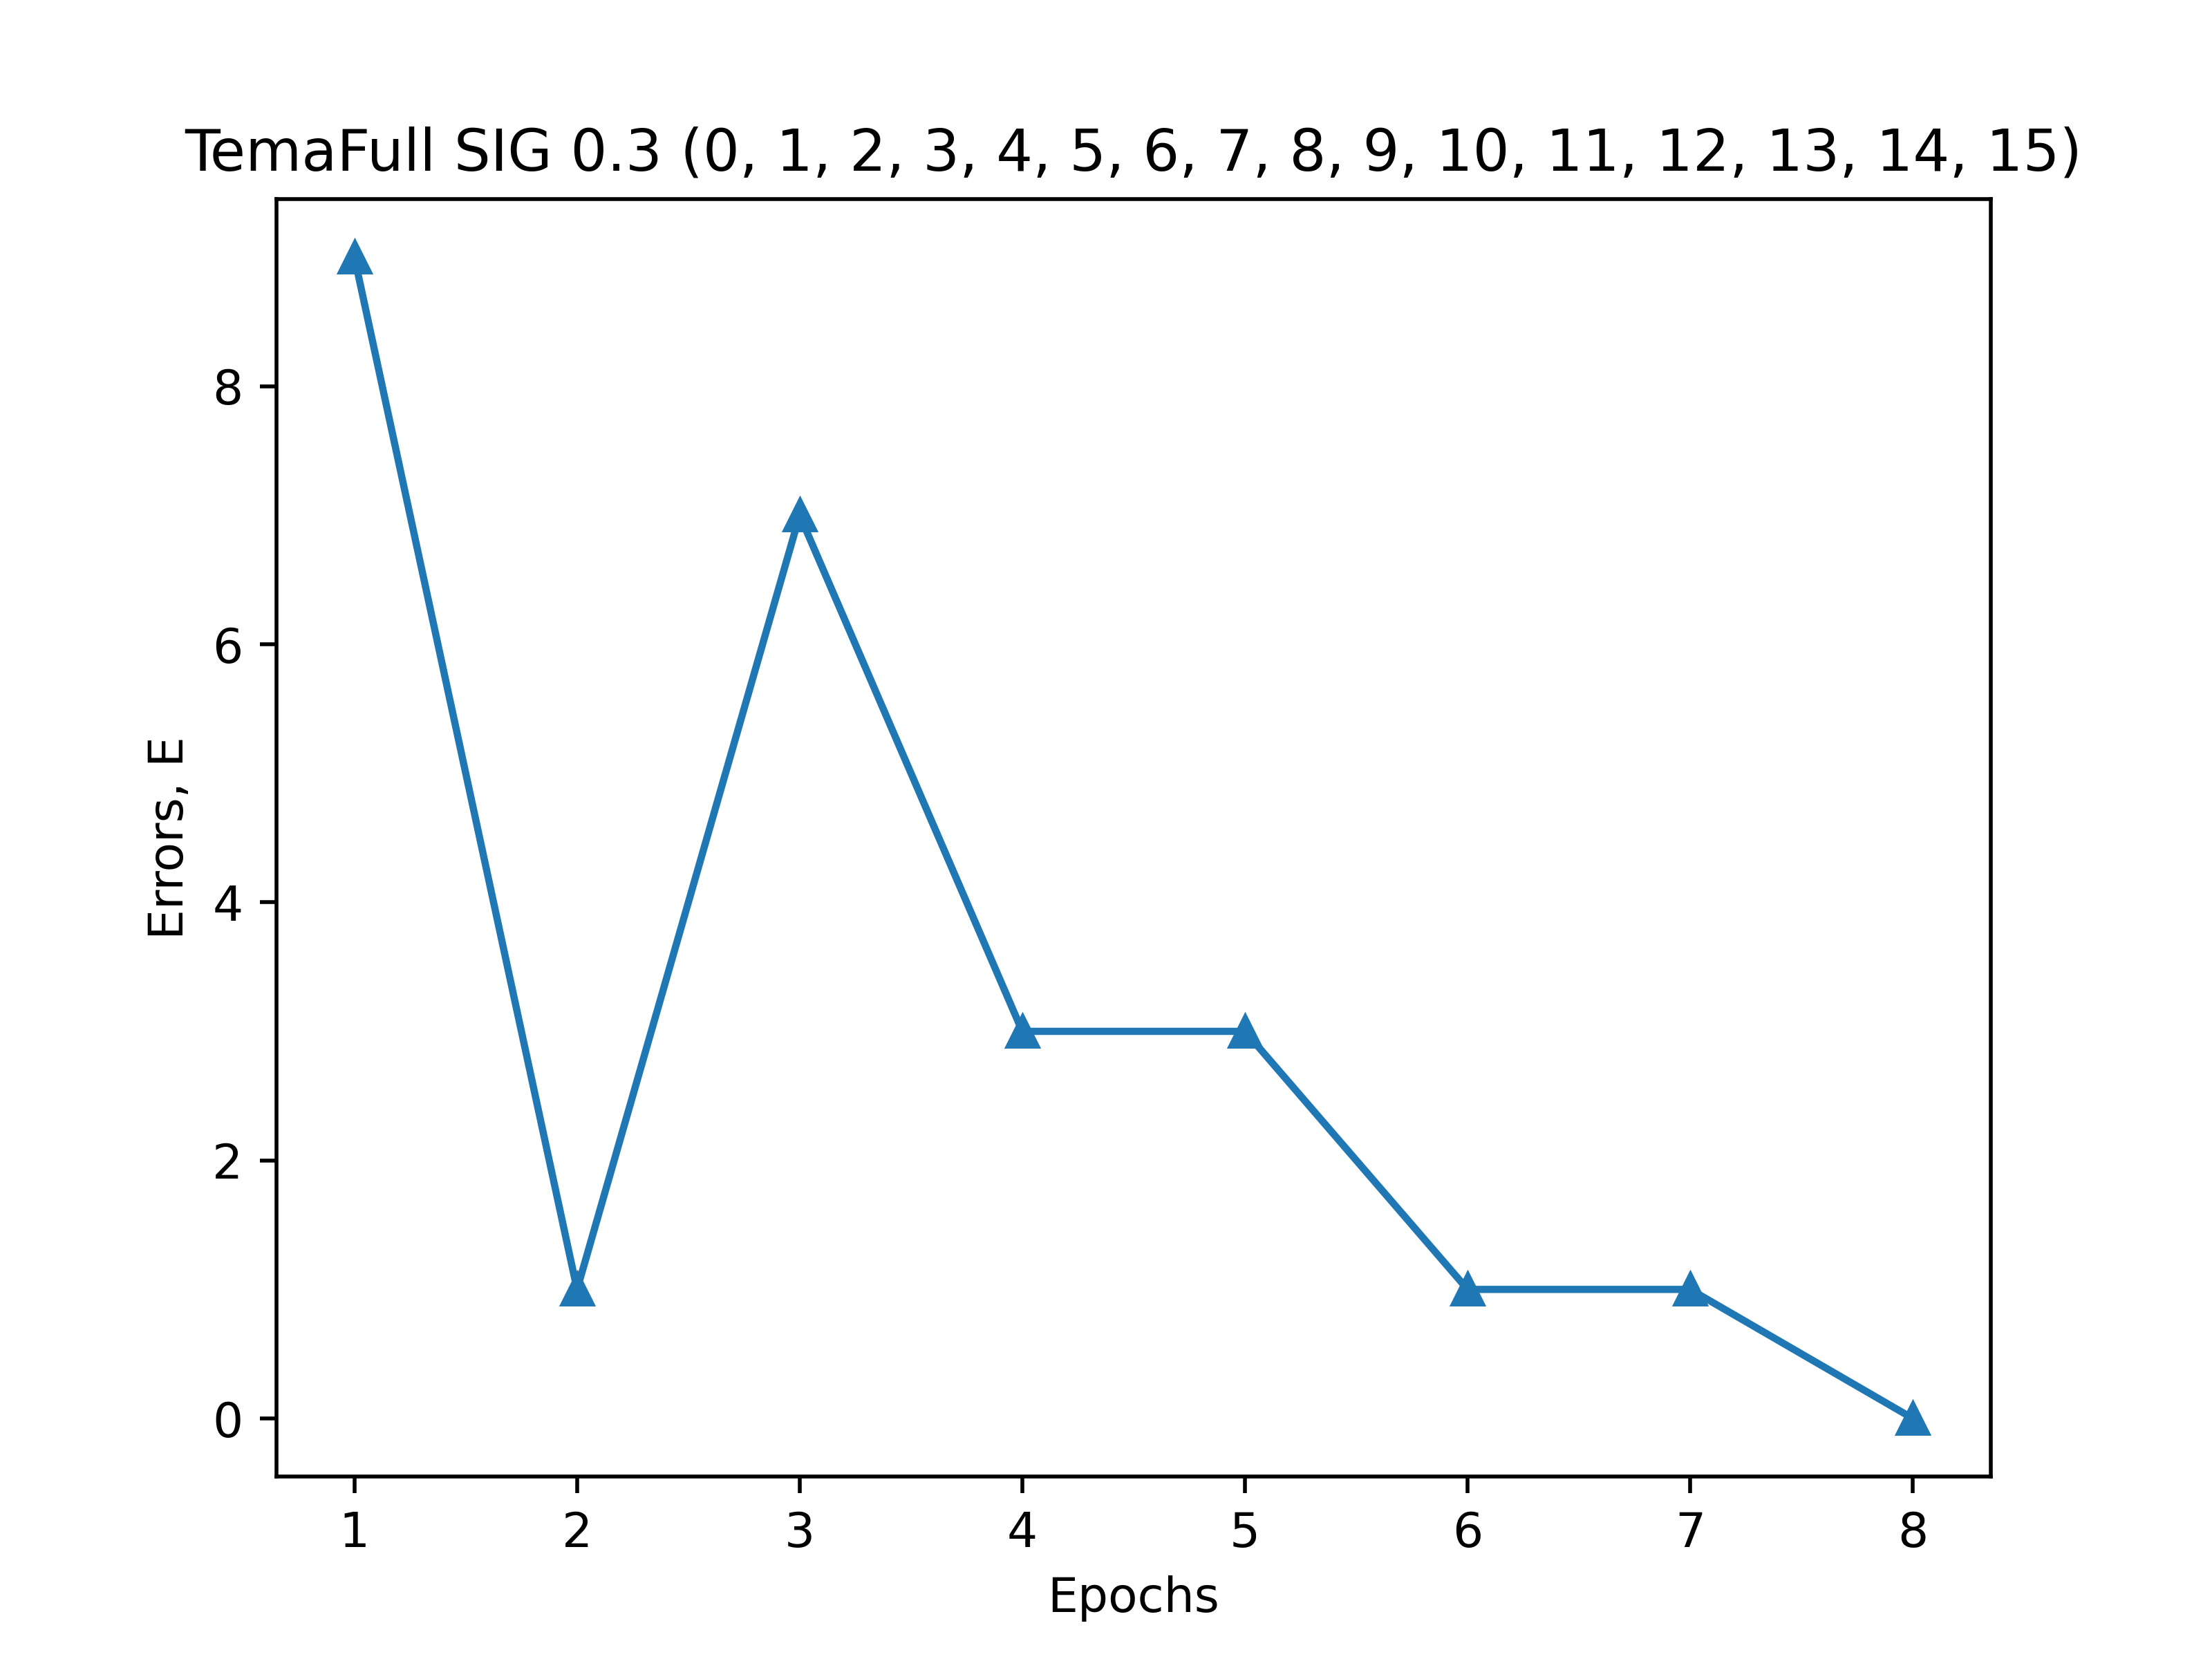 TemaFull SIG 0.3 (0, 1, 2, 3, 4, 5, 6, 7, 8, 9, 10, 11, 12, 13, 14, 15)
Errors, E
8
6
4
2
0
1 2 3 4 5 6 7 8
Epochs